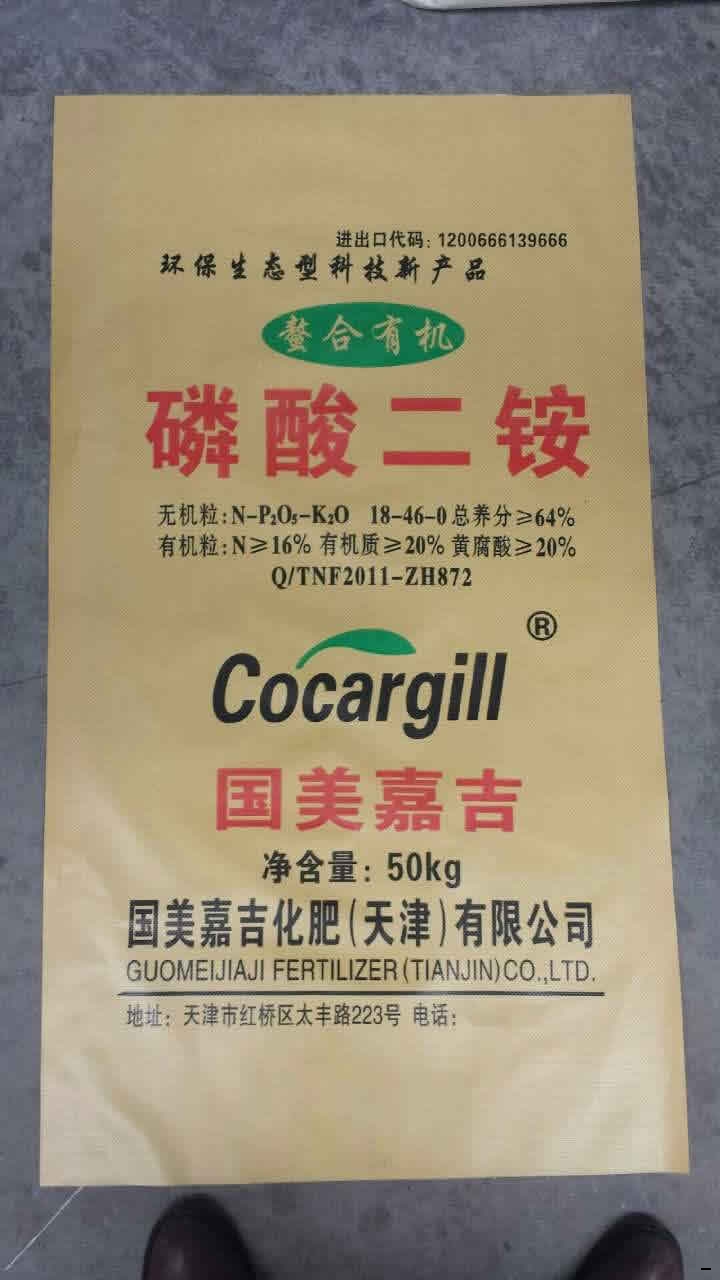 进出口代码：1200666139666
环保生态型科技新产品
螯合有机
磷酸二铵
无机粒：N-P₂O₅-K₂O 18-46-0 总养分≥64%
有机粒：N≥16% 有机质≥20% 黄腐酸≥20%
Q/TNF2011-ZH872
®
Cocargill
国美嘉吉
净含量：50kg
国美嘉吉化肥（天津）有限公司
GUOMEIJIAJI FERTILIZER(TIANJIN)CO.,LTD.
地址：天津市红桥区太丰路223号 电话：